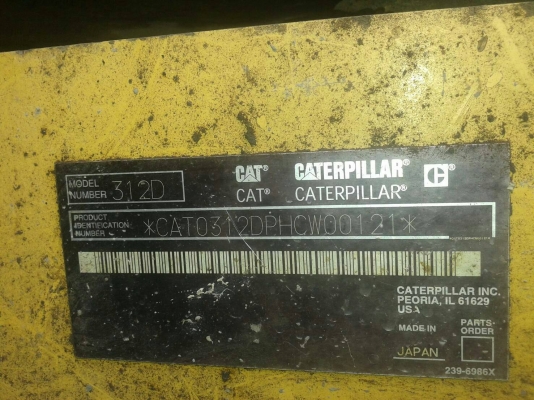 MODEL NUMBER 312D
CAT® CATERPILLAR® C
CAT® CATERPILLAR®
PRODUCT IDENTIFICATION NUMBER *CAT0312DPHCW00121*
CATERPILLAR INC.
PEORIA, IL 61629
USA
MADE IN
JAPAN
PARTS-
ORDER
239-6986X